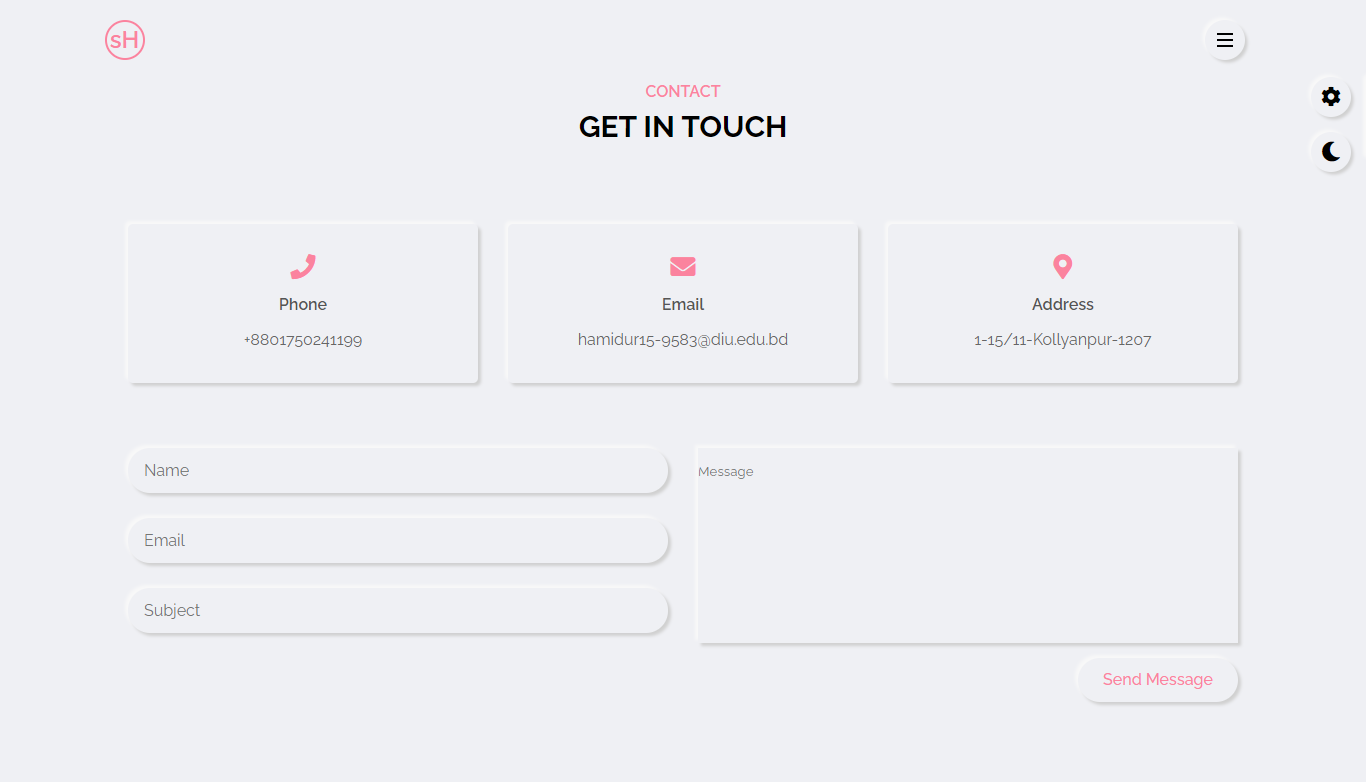 sH
CONTACT
GET IN TOUCH
Phone
+8801750241199
Email
hamidur15-9583@diu.edu.bd
Address
1-15/11-Kollyanpur-1207
Name
Email
Subject
Message
Send Message